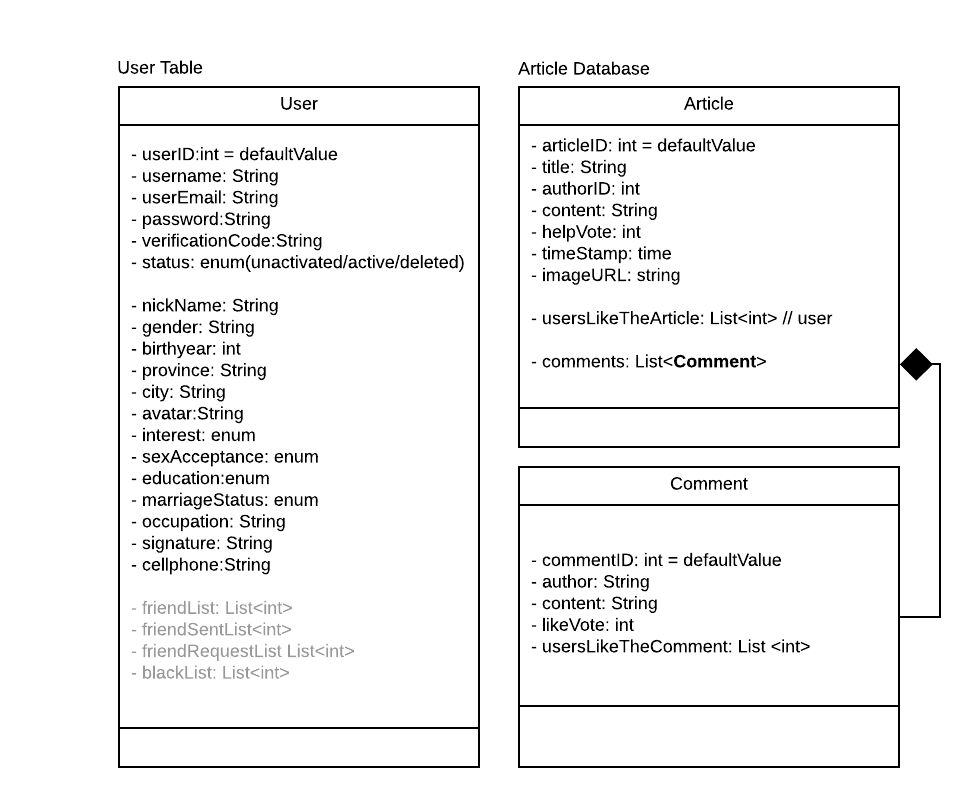 User Table
User
- userID:int = defaultValue
- username: String
- userEmail: String
- password:String
- verificationCode:String
- status: enum(unactivated/active/deleted)
- nickName: String
- gender: String
- birthyear: int
- province: String
- city: String
- avatar:String
- interest: enum
- sexAcceptance: enum
- education:enum
- marriageStatus: enum
- occupation: String
- signature: String
- cellphone:String
- friendList: List<int>
- friendSentList<int>
- friendRequestList List<int>
- blackList: List<int>
Article Database
Article
- articleID: int = defaultValue
- title: String
- authorID: int
- content: String
- helpVote: int
- timeStamp: time
- imageURL: string
- usersLikeTheArticle: List<int> // user
- comments: List<Comment>
Comment
- commentID: int = defaultValue
- author: String
- content: String
- likeVote: int
- usersLikeTheComment: List <int>